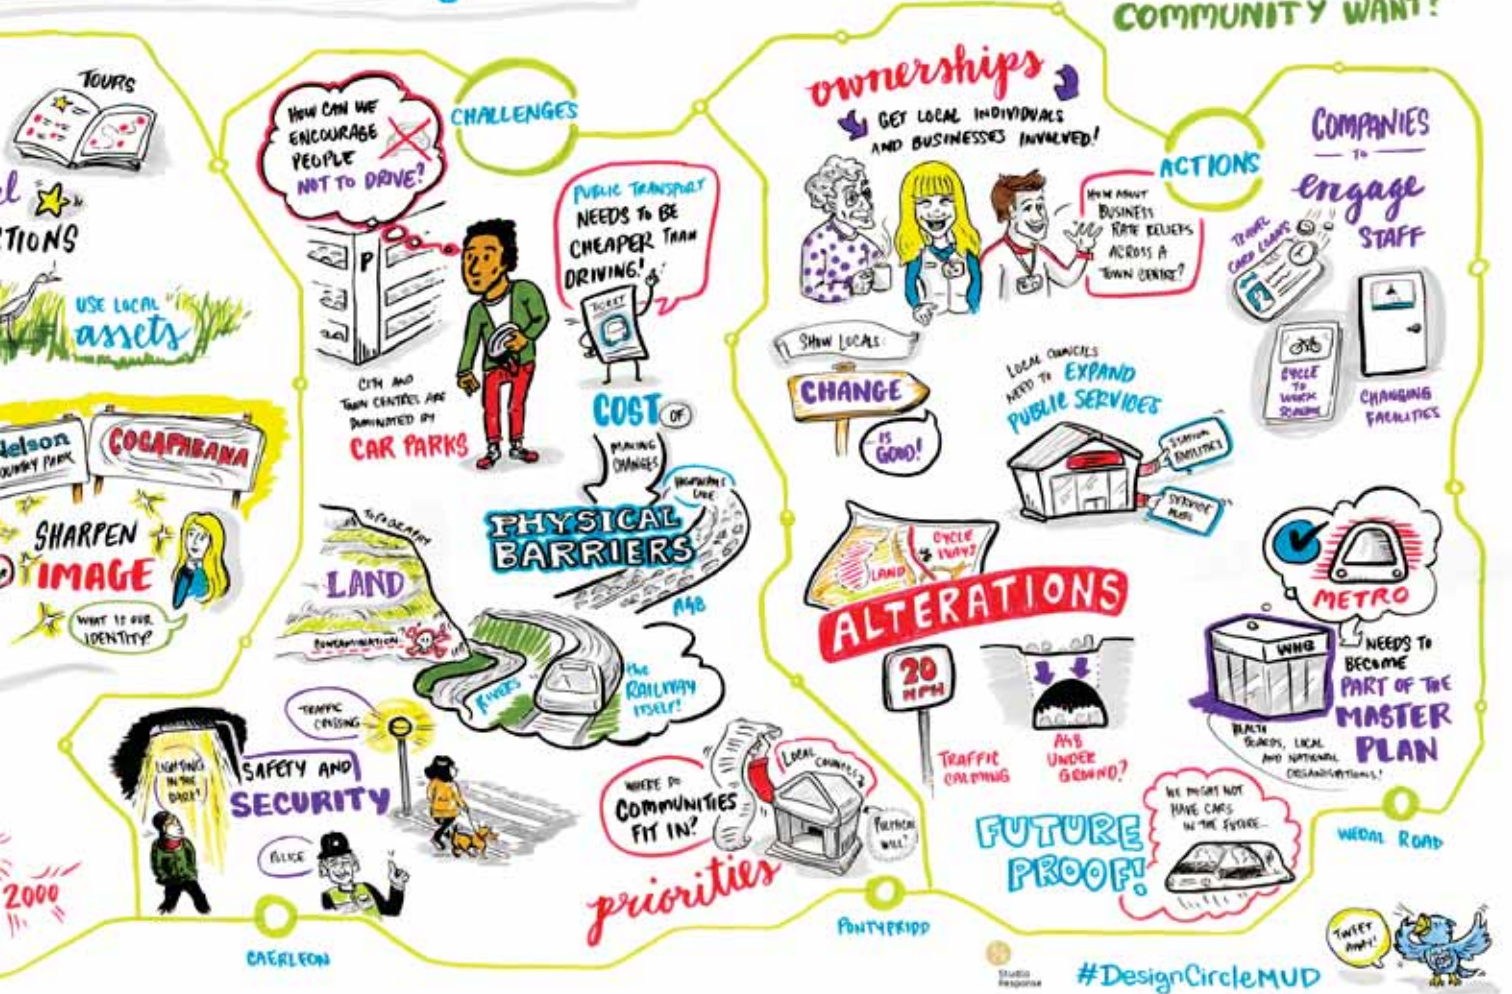 COMMUNITY WANT?
TOURS
TIONS
USE LOCAL
assets
Nelson
COUNTRY PARK
COGAPABANA
SHARPEN
IMAGE
WHAT IS OUR
IDENTITY?
2000
HOW CAN WE
ENCOURAGE
PEOPLE
NOT TO DRIVE?
CHALLENGES
P
CITY AND
TOWN CENTRES ARE
DOMINATED BY
CAR PARKS
PUBLIC TRANSPORT
NEEDS TO BE
CHEAPER THAN
DRIVING!
TICKET
COST OF
MAKING
CHANGES
PHYSICAL
BARRIERS
HIGHWAYS
LIKE
A48
TOPOGRAPHY
LAND
CONTAMINATION
RIVERS
the
RAILWAY
ITSELF!
TRAFFIC
CROSSING
LIGHTING
IN THE
DARK!
SAFETY AND
SECURITY
POLICE
WHERE DO
COMMUNITIES
FIT IN?
LOCAL
COUNCILS
POLITICAL
WILL?
priorities
CAERLEON
PONTYPRIDD
ownerships
GET LOCAL INDIVIDUALS
AND BUSINESSES INVOLVED!
HOW ABOUT
BUSINESS
RATE RELIEFS
ACROSS A
TOWN CENTRE?
ACTIONS
COMPANIES
TO
engage
STAFF
TRAVEL
CARD LOANS
CYCLE
TO
WORK
SCHEME
CHANGING
FACILITIES
SHOW LOCALS:
CHANGE
IS
GOOD!
LOCAL COUNCILS
NEED TO EXPAND
PUBLIC SERVICES
STATION
FACILITIES
SERVICE
HUBS
LAND
CYCLE
WAYS
ALTERATIONS
20
MPH
TRAFFIC
CALMING
A48
UNDER
GROUND?
METRO
WHB
NEEDS TO
BECOME
PART OF THE
MASTER
PLAN
HEALTH
BOARDS, LOCAL
AND NATIONAL
ORGANISATIONS!
FUTURE
PROOF!
WE MIGHT NOT
HAVE CARS
IN THE FUTURE...
WEDAL ROAD
Studio
Response
#DesignCircleMUD
TWEET
AWAY!